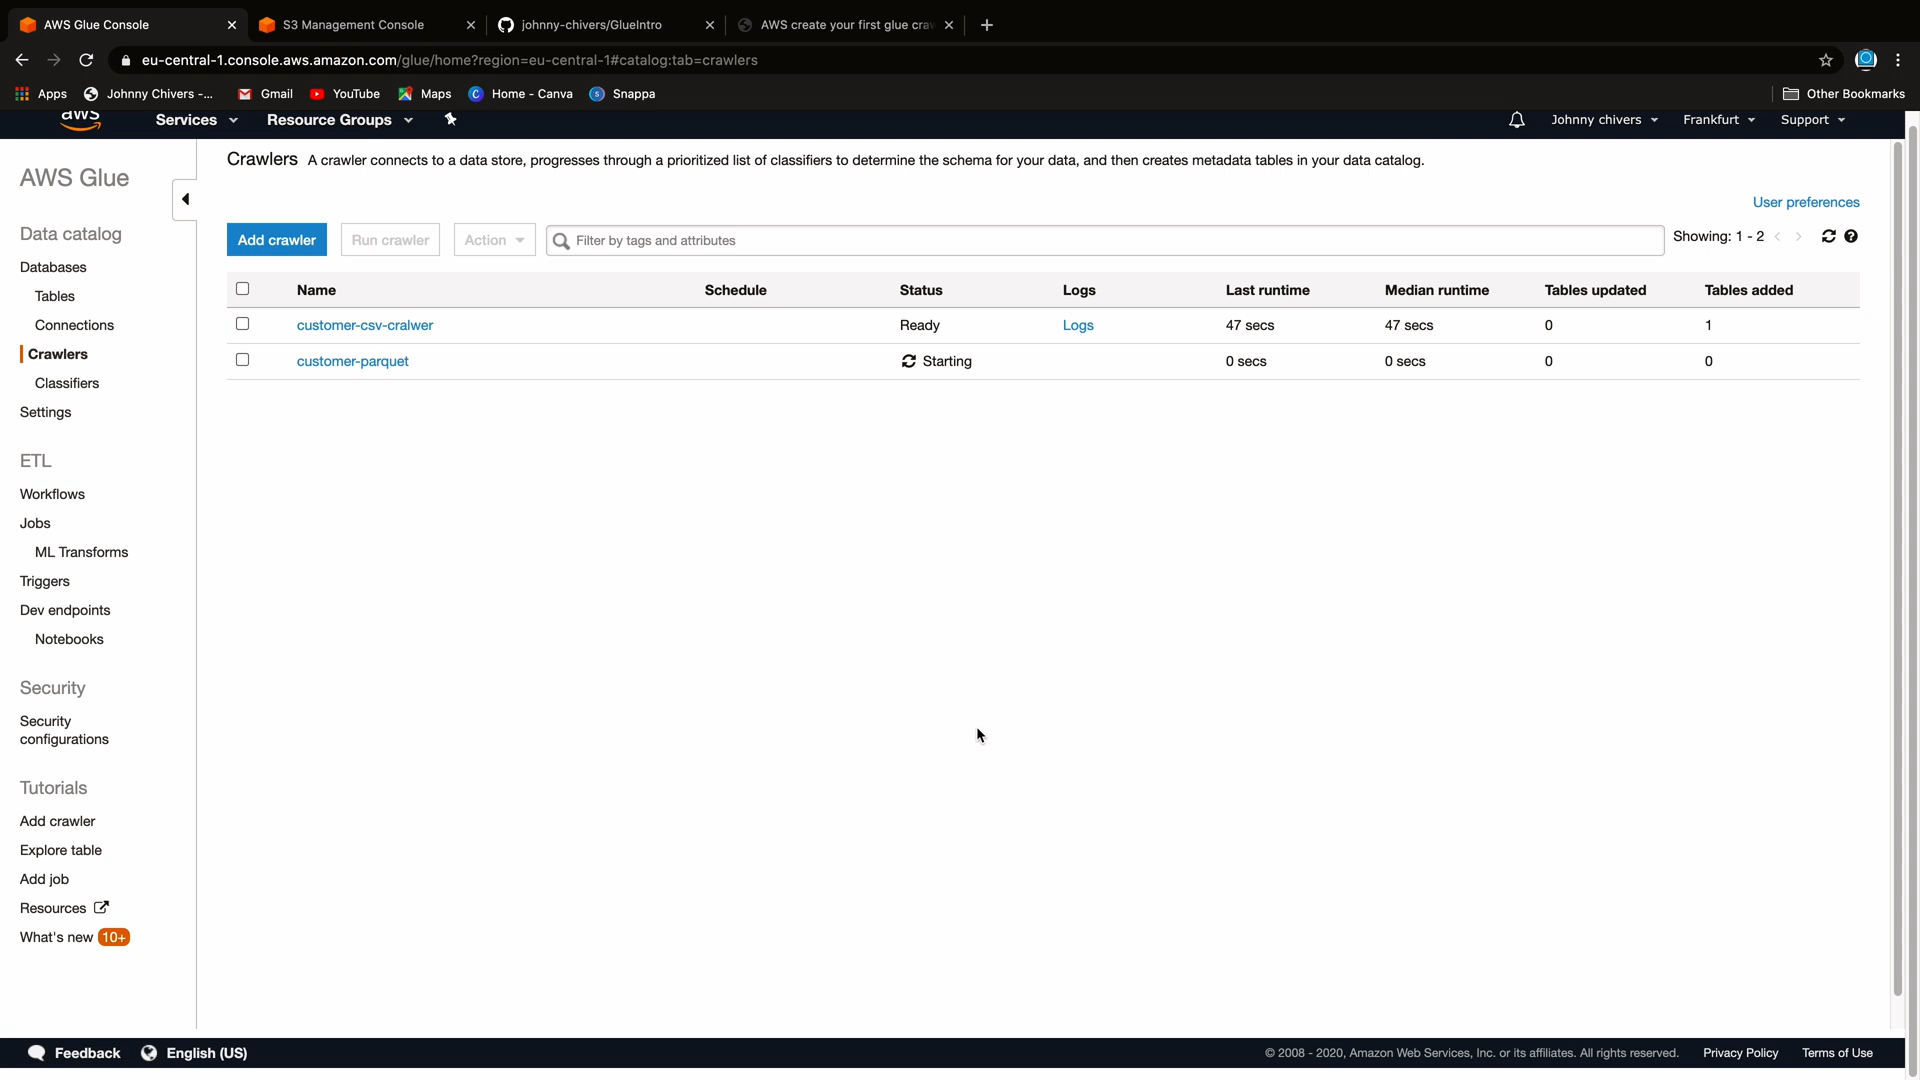 AWS Glue Console
S3 Management Console
johnny-chivers/GlueIntro
AWS create your first glue cra
eu-central-1.console.aws.amazon.com/glue/home?region=eu-central-1#catalog:tab=crawlers
Apps
Johnny Chivers -...
Gmail
YouTube
Maps
Home - Canva
Snappa
Other Bookmarks
aws
Services
Resource Groups
Johnny chivers
Frankfurt
Support
AWS Glue
Data catalog
Databases
Tables
Connections
Crawlers
Classifiers
Settings
ETL
Workflows
Jobs
ML Transforms
Triggers
Dev endpoints
Notebooks
Security
Security
configurations
Tutorials
Add crawler
Explore table
Add job
Resources
What's new 10+
Crawlers A crawler connects to a data store, progresses through a prioritized list of classifiers to determine the schema for your data, and then creates metadata tables in your data catalog.
User preferences
Add crawler Run crawler Action Filter by tags and attributes Showing: 1 - 2
Name Schedule Status Logs Last runtime Median runtime Tables updated Tables added
customer-csv-cralwer Ready Logs 47 secs 47 secs 0 1
customer-parquet Starting 0 secs 0 secs 0 0
Feedback English (US) © 2008 - 2020, Amazon Web Services, Inc. or its affiliates. All rights reserved. Privacy Policy Terms of Use